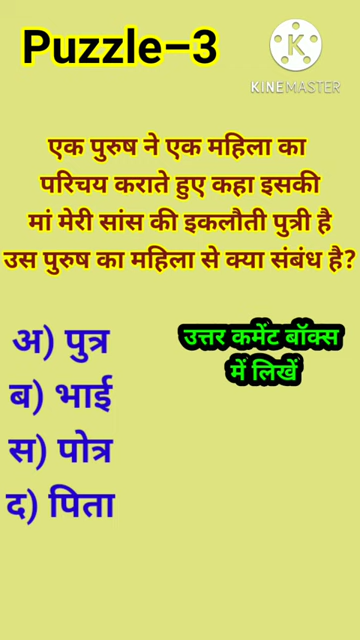 Puzzle–3
KINEMASTER
एक पुरुष ने एक महिला का
परिचय कराते हुए कहा इसकी
मां मेरी सांस की इकलौती पुत्री है
उस पुरुष का महिला से क्या संबंध है?
अ) पुत्र
ब) भाई
स) पोत्र
द) पिता
उत्तर कमेंट बॉक्स
में लिखें